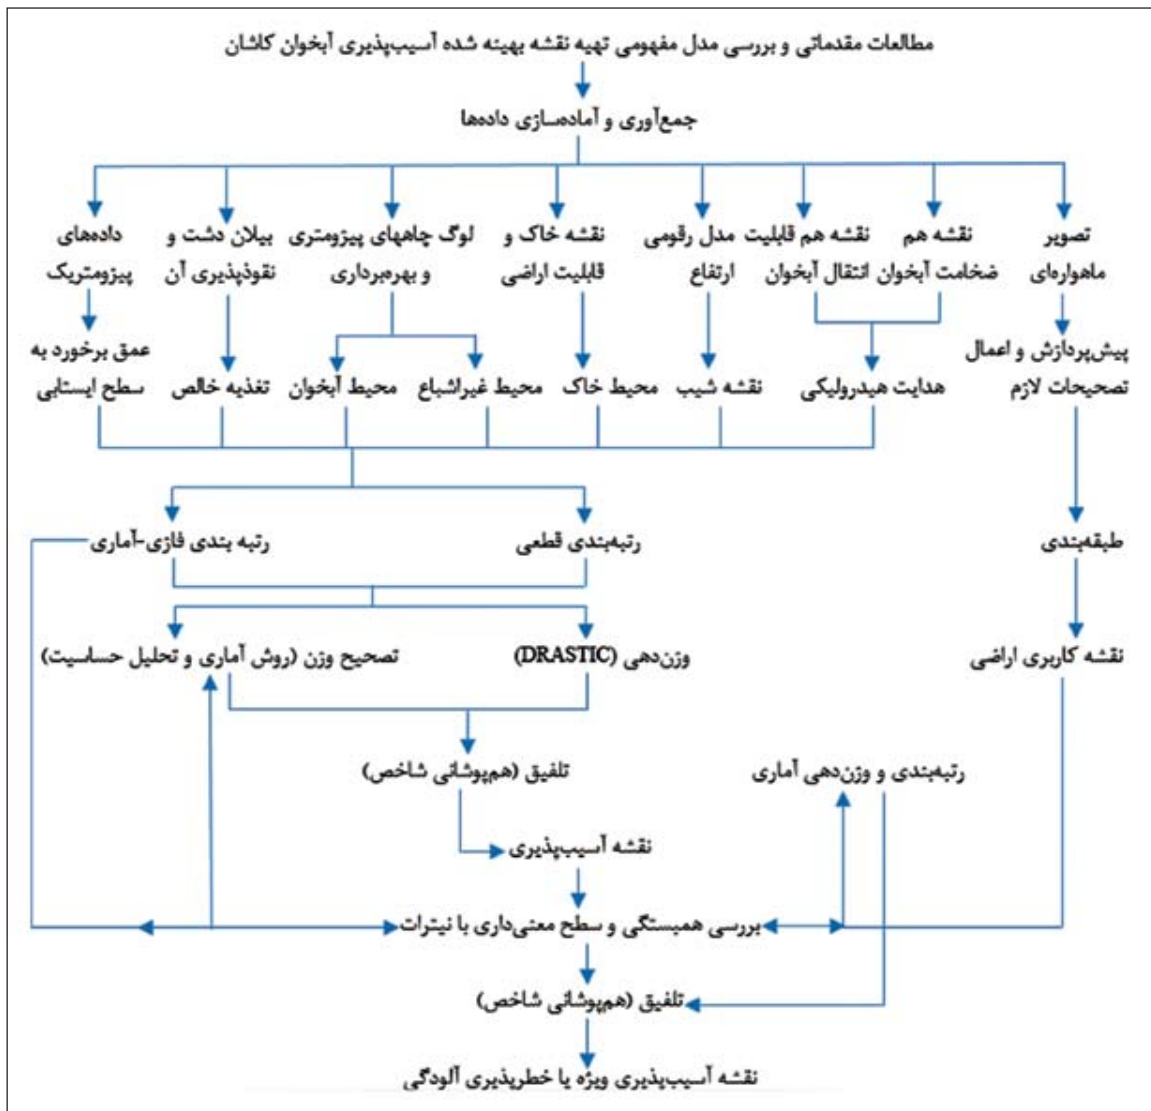 مطالعات مقدماتی و بررسی مدل مفهومی تهیه نقشه بهینه شده آسیب‌پذیری آبخوان کاشان
جمع‌آوری و آماده‌سازی داده‌ها
تصویر
ماهواره‌ای
نقشه هم
ضخامت آبخوان
نقشه هم قابلیت
انتقال آبخوان
مدل رقومی
ارتفاع
نقشه خاک و
قابلیت اراضی
لوگ چاههای پیزومتری
و بهره‌برداری
بیلان دشت و
نقوذپذیری آن
داده‌های
پیزومتریک
پیش‌پردازش و اعمال
تصحیحات لازم
هدایت هیدرولیکی
نقشه شیب
محیط خاک
محیط غیراشباع
محیط آبخوان
تغذیه خالص
عمق برخورد به
سطح ایستابی
طبقه‌بندی
رتبه‌بندی قطعی
رتبه بندی فازی-آماری
نقشه کاربری اراضی
وزن‌دهی (DRASTIC)
تصحیح وزن (روش آماری و تحلیل حساسیت)
رتبه‌بندی و وزن‌دهی آماری
تلفیق (هم‌پوشانی شاخص)
نقشه آسیب‌پذیری
بررسی همبستگی و سطح معنی‌داری با نیترات
تلفیق (هم‌پوشانی شاخص)
نقشه آسیب‌پذیری ویژه یا خطرپذیری آلودگی